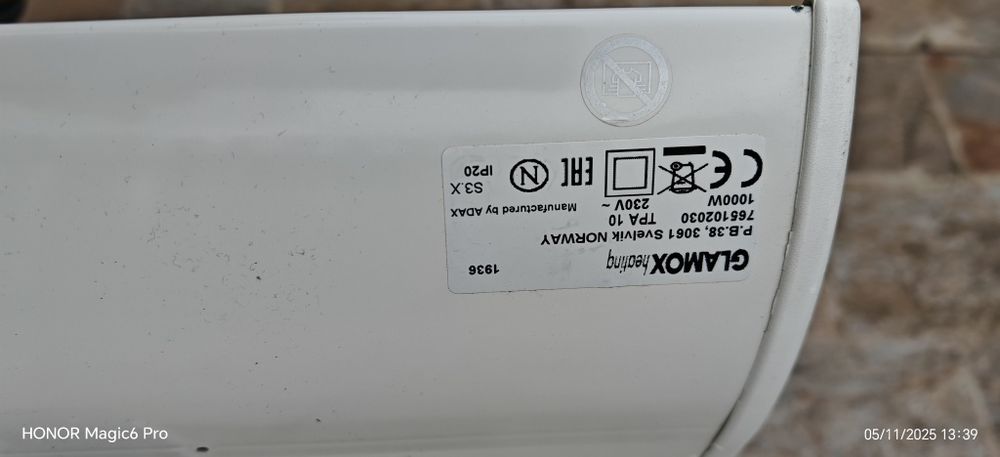 GLAMOX heating 1936
P.B.38, 3061 Svelvik NORWAY
765102030 TPA 10 Manufactured by ADAX
1000W 230V ~
CE EAC N S3.X
IP20
HONOR Magic6 Pro 05/11/2025 13:39